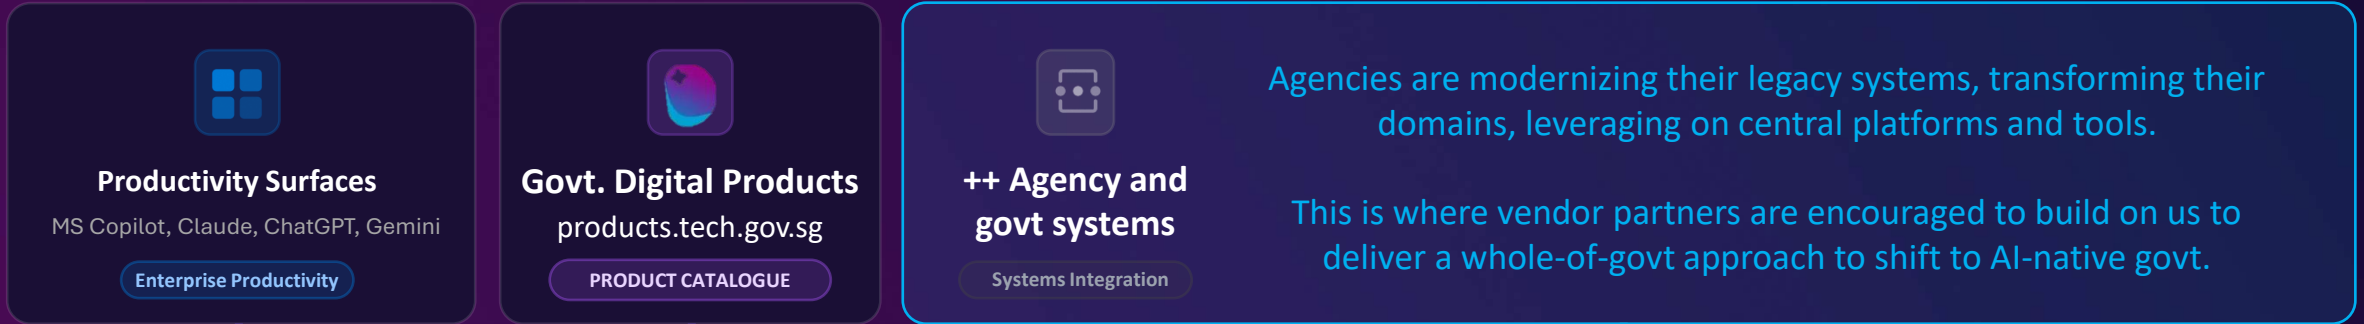 Productivity Surfaces
MS Copilot, Claude, ChatGPT, Gemini
Enterprise Productivity
Govt. Digital Products
products.tech.gov.sg
PRODUCT CATALOGUE
++ Agency and
govt systems
Systems Integration
Agencies are modernizing their legacy systems, transforming their
domains, leveraging on central platforms and tools.
This is where vendor partners are encouraged to build on us to
deliver a whole-of-govt approach to shift to AI-native govt.